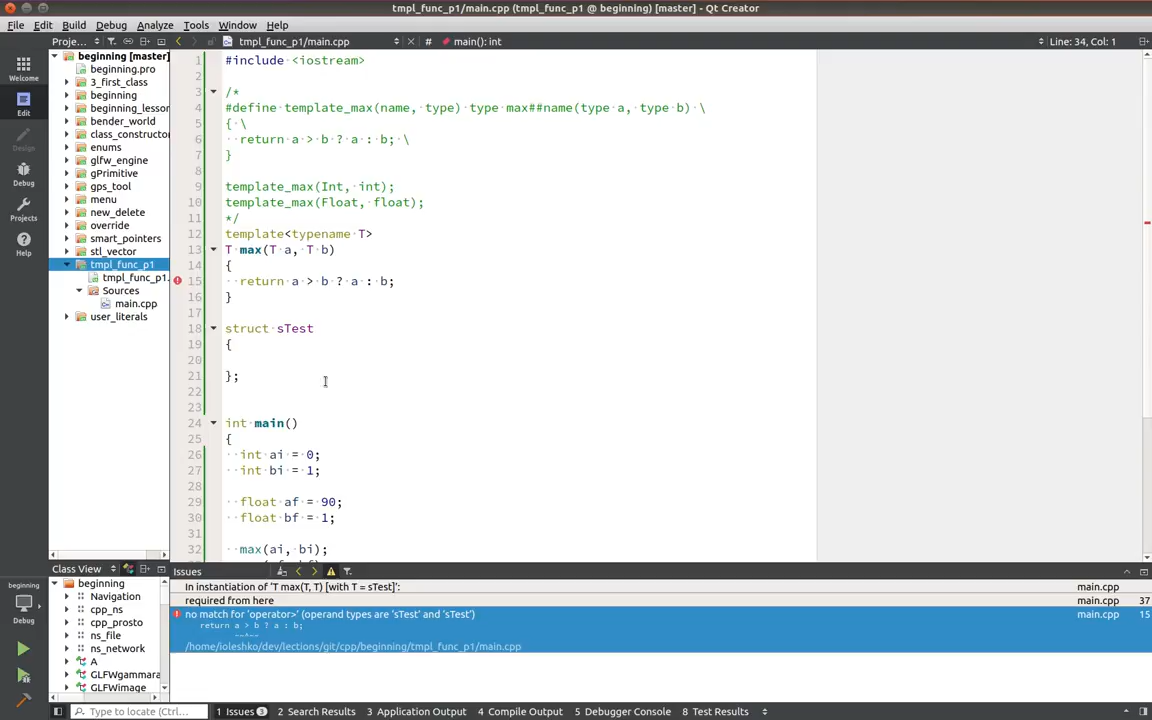 tmpl_func_p1/main.cpp (tmpl_func_p1 @ beginning) [master] - Qt Creator
File Edit Build Debug Analyze Tools Window Help
Proje... tmpl_func_p1/main.cpp # main(): int Line: 34, Col: 1
Welcome
Edit
Design
Debug
Projects
Help
beginning
Debug
beginning [master]
beginning.pro
3_first_class
beginning
beginning_lesson
bender_world
class_constructo
enums
glfw_engine
gPrimitive
gps_tool
menu
new_delete
override
smart_pointers
stl_vector
tmpl_func_p1
tmpl_func_p1.
Sources
main.cpp
user_literals
Class View
beginning
Navigation
cpp_ns
cpp_prosto
ns_file
ns_network
A
GLFWgammara
GLFWimage
1 #include <iostream>
2
3 /*
4 #define template_max(name, type) type max##name(type a, type b) \
5 { \
6 return a > b ? a : b; \
7 }
8
9 template_max(Int, int);
10 template_max(Float, float);
11 */
12 template<typename T>
13 T max(T a, T b)
14 {
15 return a > b ? a : b;
16 }
17
18 struct sTest
19 {
20
21 };
22
23
24 int main()
25 {
26 int ai = 0;
27 int bi = 1;
28
29 float af = 90;
30 float bf = 1;
31
32 max(ai, bi);
Issues
In instantiation of 'T max(T, T) [with T = sTest]': main.cpp
required from here main.cpp 37
no match for 'operator>' (operand types are 'sTest' and 'sTest') main.cpp 15
return a > b ? a : b;
/home/ioleshko/dev/lections/git/cpp/beginning/tmpl_func_p1/main.cpp
Type to locate (Ctrl... 1 Issues 3 2 Search Results 3 Application Output 4 Compile Output 5 Debugger Console 8 Test Results